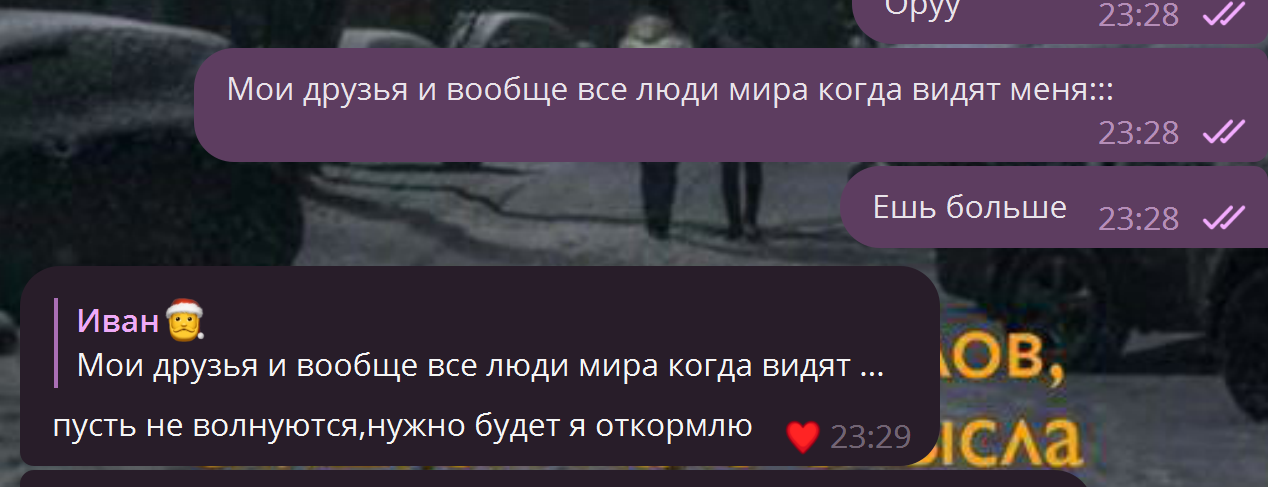 Оруу 23:28
Мои друзья и вообще все люди мира когда видят меня:::
23:28
Ешь больше 23:28
Иван
Мои друзья и вообще все люди мира когда видят ...
пусть не волнуются,нужно будет я откормлю 23:29
ов,